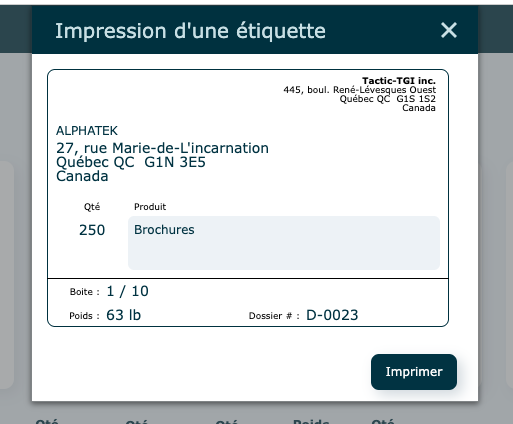 Impression d'une étiquette
Tactic-TGI inc.
445, boul. René-Lévesques Ouest
Québec QC G1S 1S2
Canada
ALPHATEK
27, rue Marie-de-L'incarnation
Québec QC G1N 3E5
Canada
Qté Produit
250 Brochures
Boite : 1 / 10
Poids : 63 lb Dossier # : D-0023
Imprimer
Qté Qté Qté Poids Qté